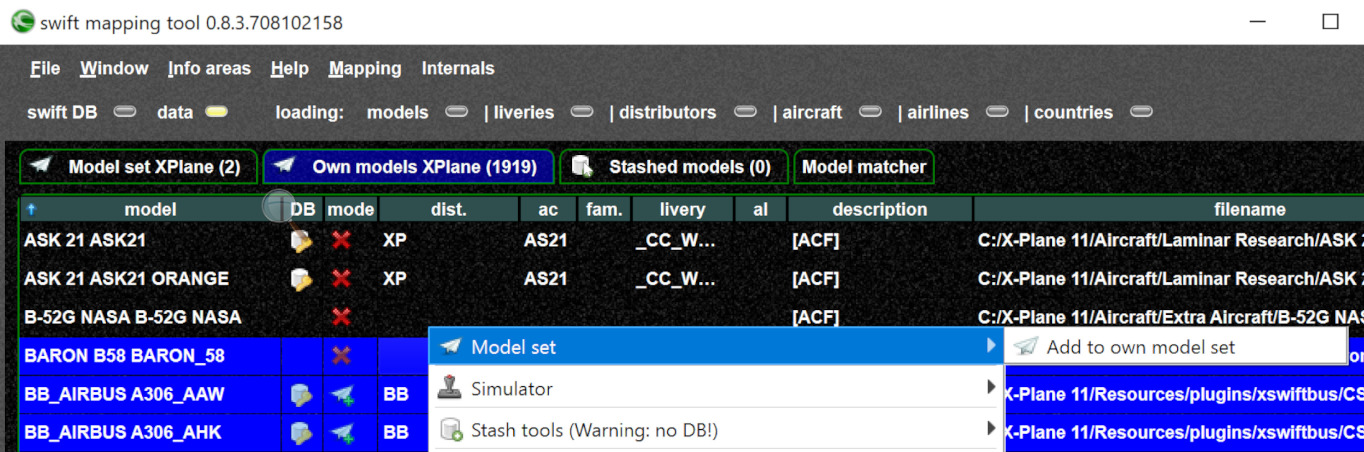 swift mapping tool 0.8.3.708102158
File Window Info areas Help Mapping Internals
swift DB data loading: models | liveries | distributors | aircraft | airlines | countries
Model set XPlane (2) Own models XPlane (1919) Stashed models (0) Model matcher
model DB mode dist. ac fam. livery al description filename
ASK 21 ASK21 XP AS21 _CC_W... [ACF] C:/X-Plane 11/Aircraft/Laminar Research/ASK
ASK 21 ASK21 ORANGE XP AS21 _CC_W... [ACF] C:/X-Plane 11/Aircraft/Laminar Research/ASK
B-52G NASA B-52G NASA [ACF] C:/X-Plane 11/Aircraft/Extra Aircraft/B-52G NAS
BARON B58 BARON_58 Model set Add to own model set
BB_AIRBUS A306_AAW BB Simulator X-Plane 11/Resources/plugins/xswiftbus/CS
BB_AIRBUS A306_AHK BB Stash tools (Warning: no DB!) X-Plane 11/Resources/plugins/xswiftbus/CS